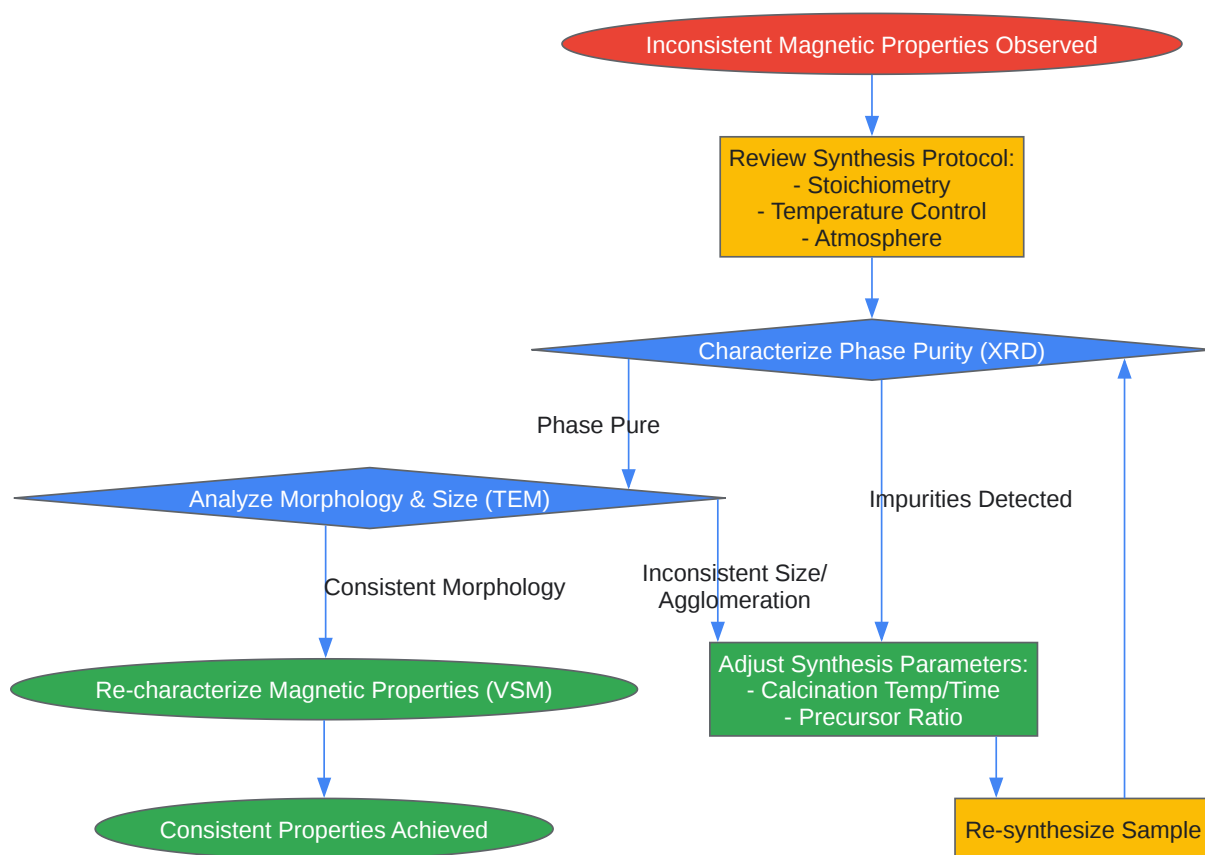 Inconsistent Magnetic Properties Observed
Review Synthesis Protocol:
- Stoichiometry
- Temperature Control
- Atmosphere
Characterize Phase Purity (XRD)
Phase Pure
Analyze Morphology & Size (TEM)
Impurities Detected
Consistent Morphology
Inconsistent Size/
Agglomeration
Re-characterize Magnetic Properties (VSM)
Adjust Synthesis Parameters:
- Calcination Temp/Time
- Precursor Ratio
Consistent Properties Achieved
Re-synthesize Sample